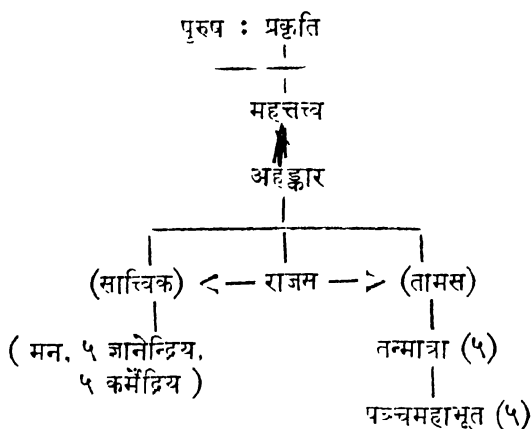 पुरुष : प्रकृति
महत्तत्त्व
अहङ्कार
(सात्त्विक) <— राजस —> (तामस)
( मन, ५ ज्ञानेन्द्रिय, तन्मात्रा (५)
५ कर्मेंद्रिय )
पञ्चमहाभूत (५)